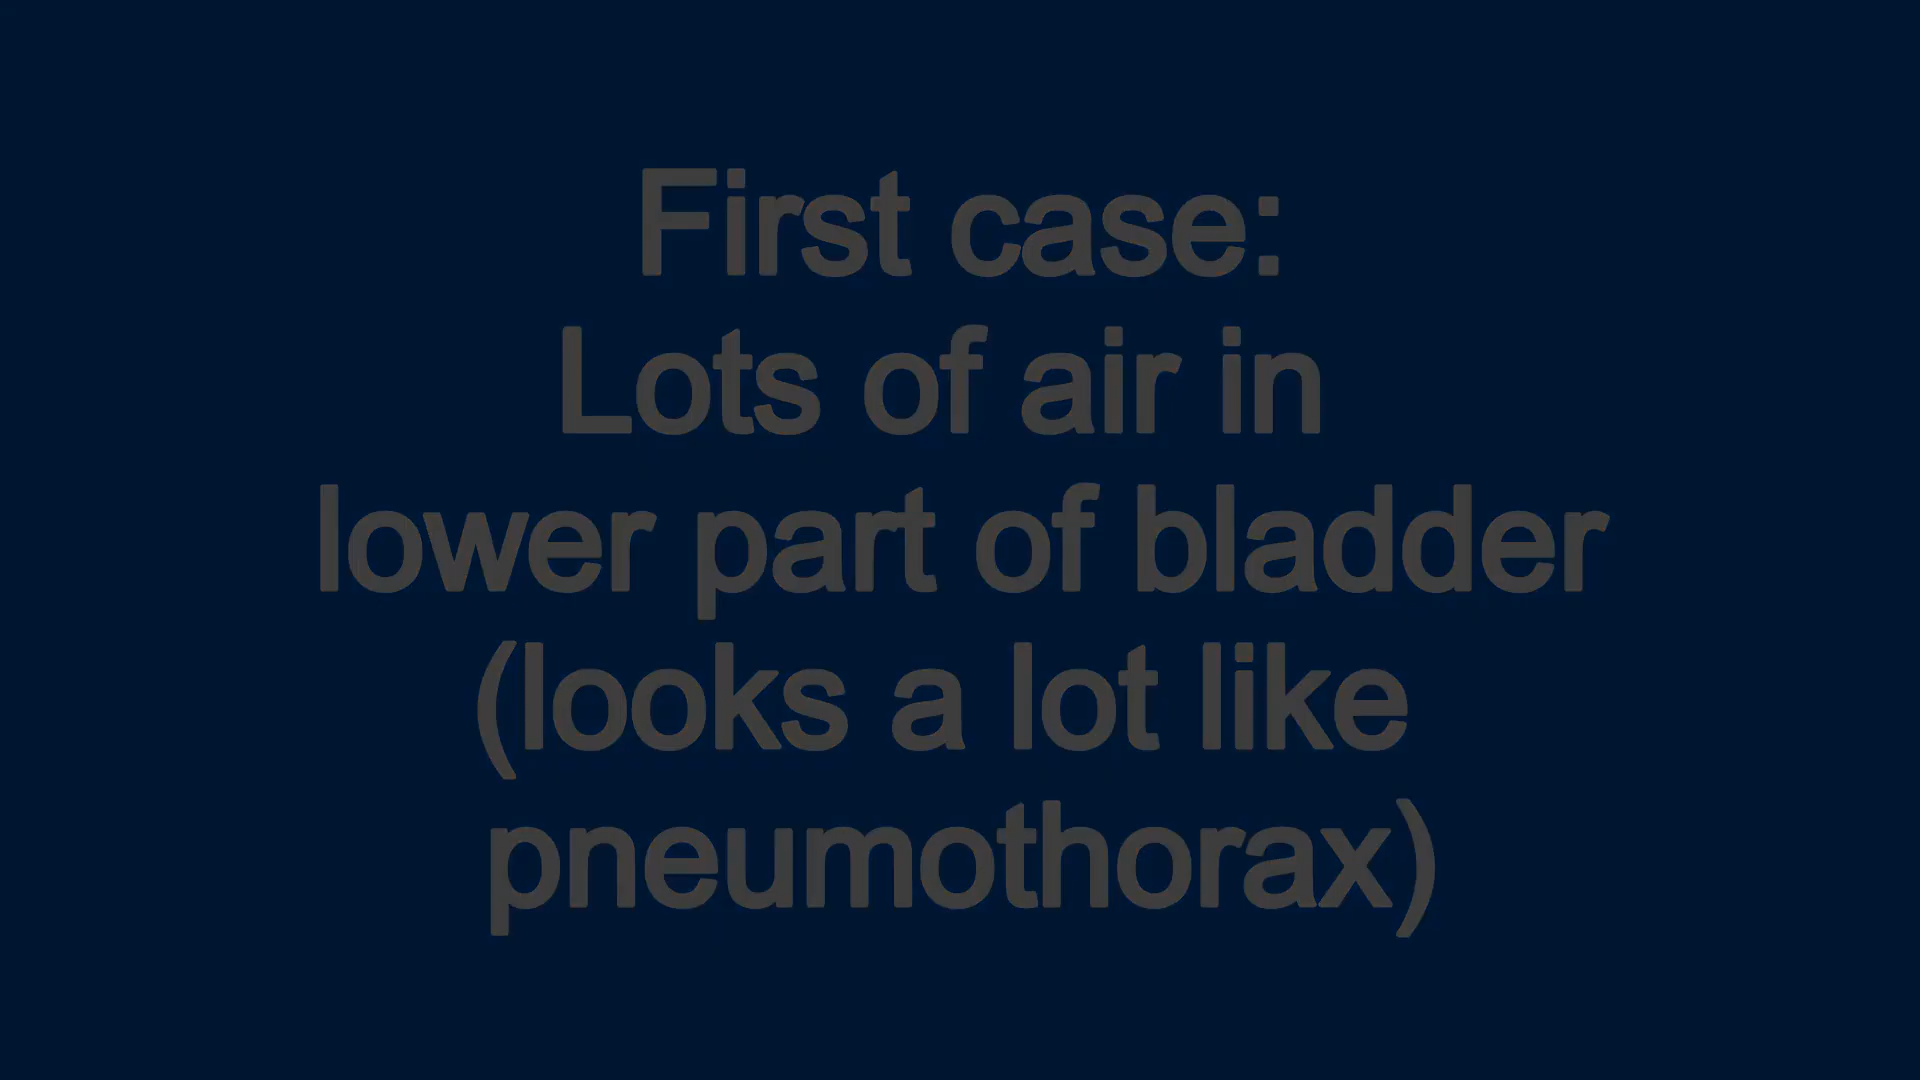 First case:
Lots of air in
lower part of bladder
(looks a lot like
pneumothorax)